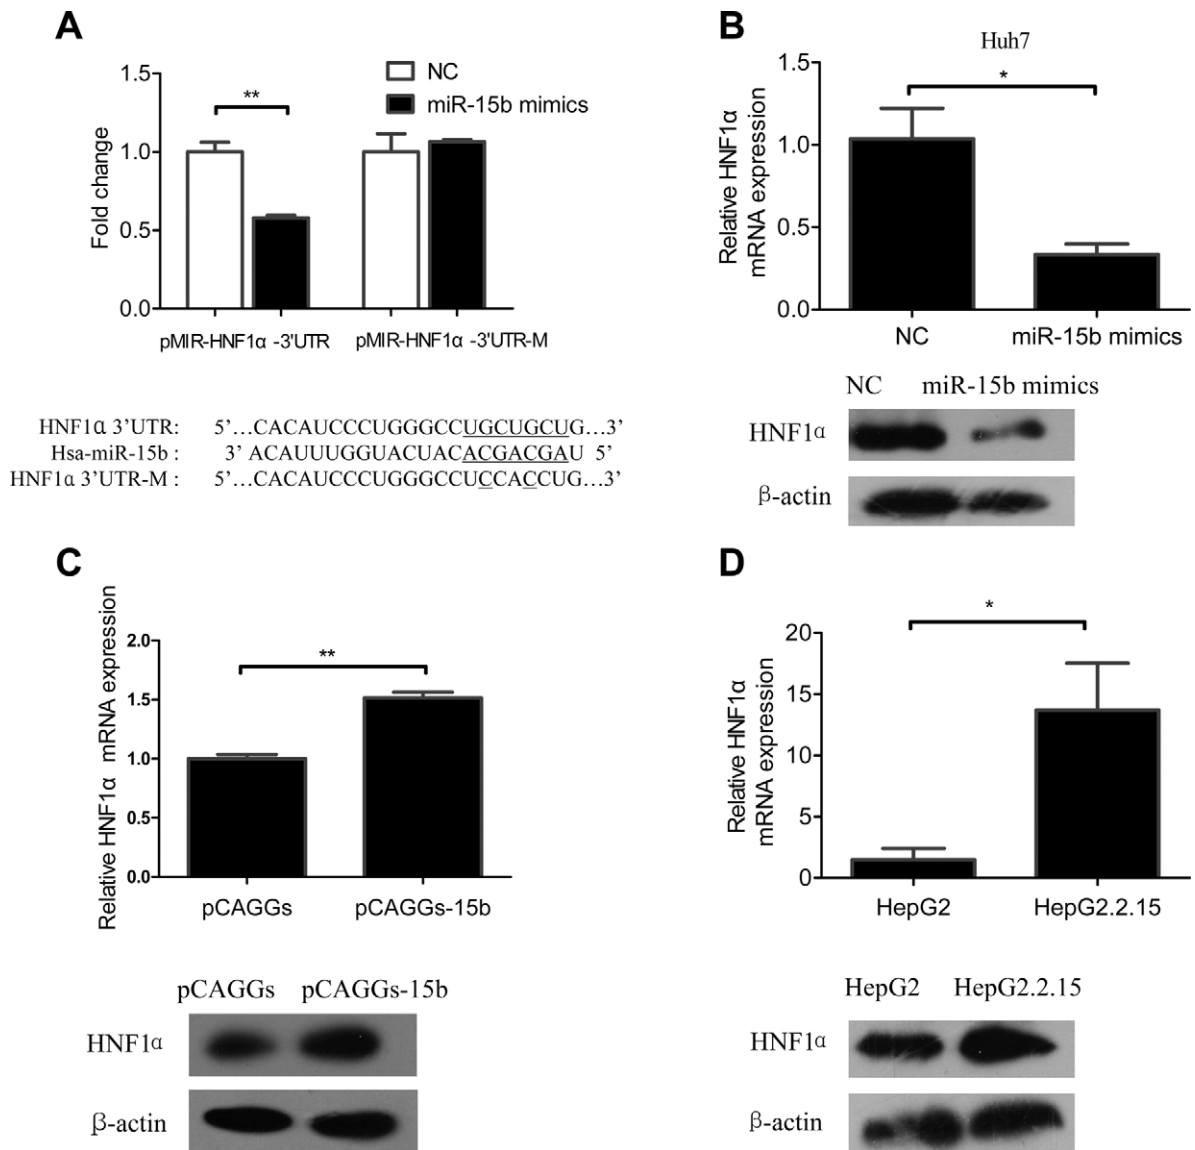 A
NC
miR-15b mimics
**
Fold change
1.5
1.0
0.5
0.0
pMIR-HNF1α -3'UTR
pMIR-HNF1α -3'UTR-M
HNF1α 3’UTR: 5’…CACAUCCCUGGGCCUGCUGCUG…3’
Hsa-miR-15b : 3’ ACAUUUGGUACUACACGACGAU 5’
HNF1α 3’UTR-M : 5’…CACAUCCCUGGGCCUCCACCUG…3’
B
Huh7
*
Relative HNF1α
mRNA expression
1.5
1.0
0.5
0.0
NC
miR-15b mimics
NC miR-15b mimics
HNF1α
β-actin
C
**
Relative HNF1α mRNA expression
2.0
1.5
1.0
0.5
0.0
pCAGGs
pCAGGs-15b
pCAGGs pCAGGs-15b
HNF1α
β-actin
D
*
Relative HNF1α
mRNA expression
20
15
10
5
0
HepG2
HepG2.2.15
HepG2 HepG2.2.15
HNF1α
β-actin